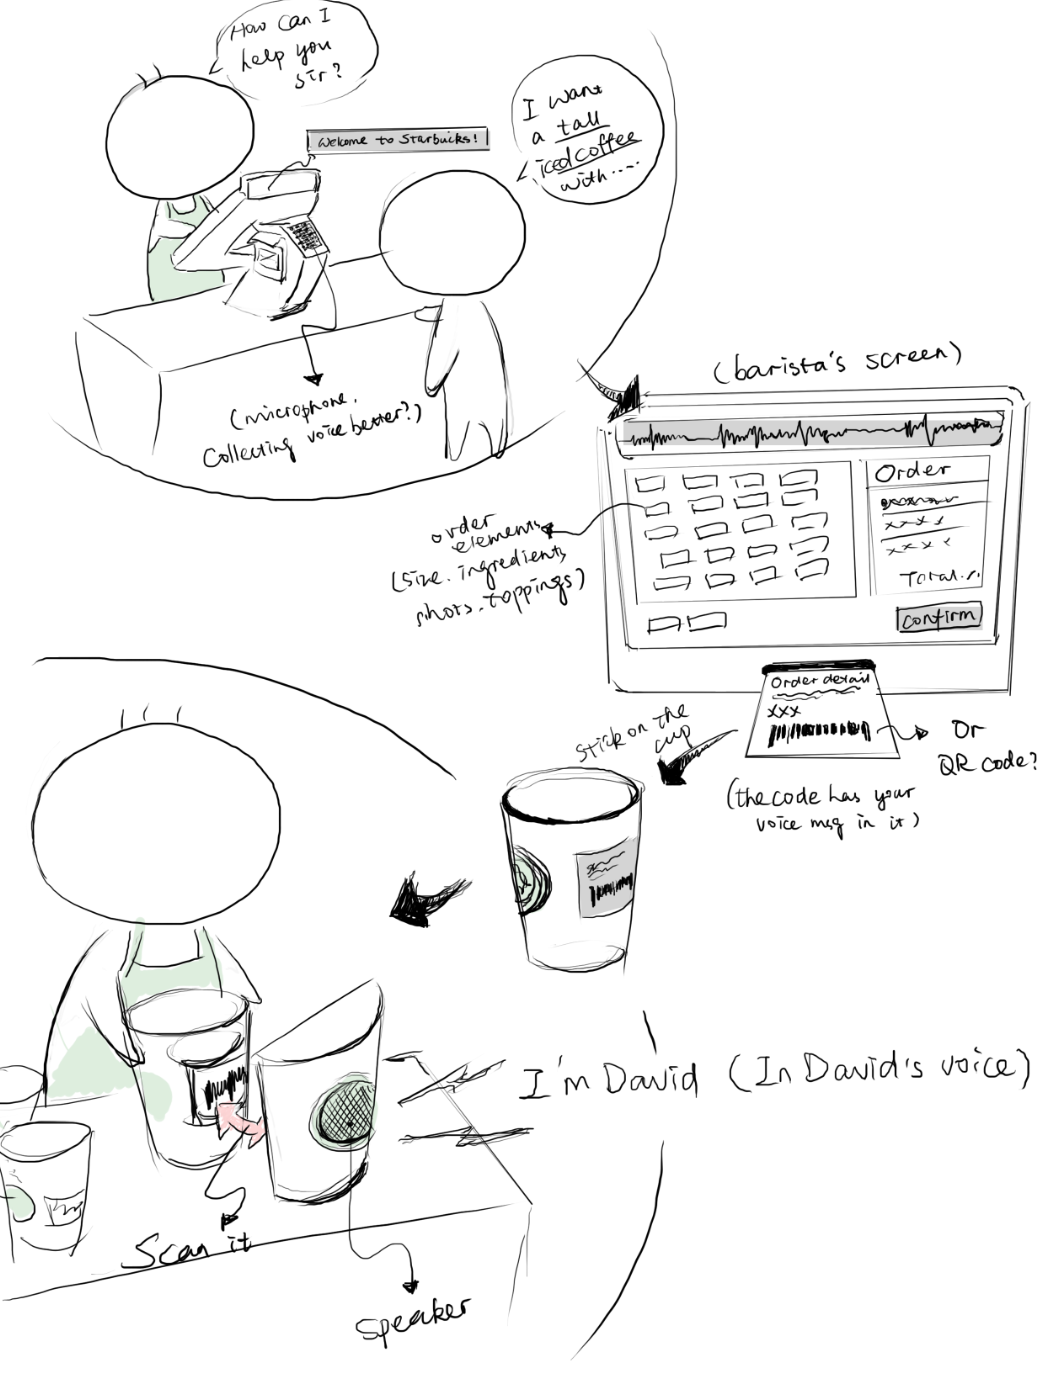 How can I
help you
sir?
Welcome to Starbucks!
I want
a tall
iced coffee
with.....
(microphone.
Collecting voice better?)
(barista's screen)
Order
xxxx
xxxx
Total.
Confirm
order
elements
(size. ingredients
shots. toppings)
Order detail
xxx
Or
QR code?
Stick on the
cup
(the code has your
voice msg in it)
I'm David (In David's voice)
Scan it
Speaker